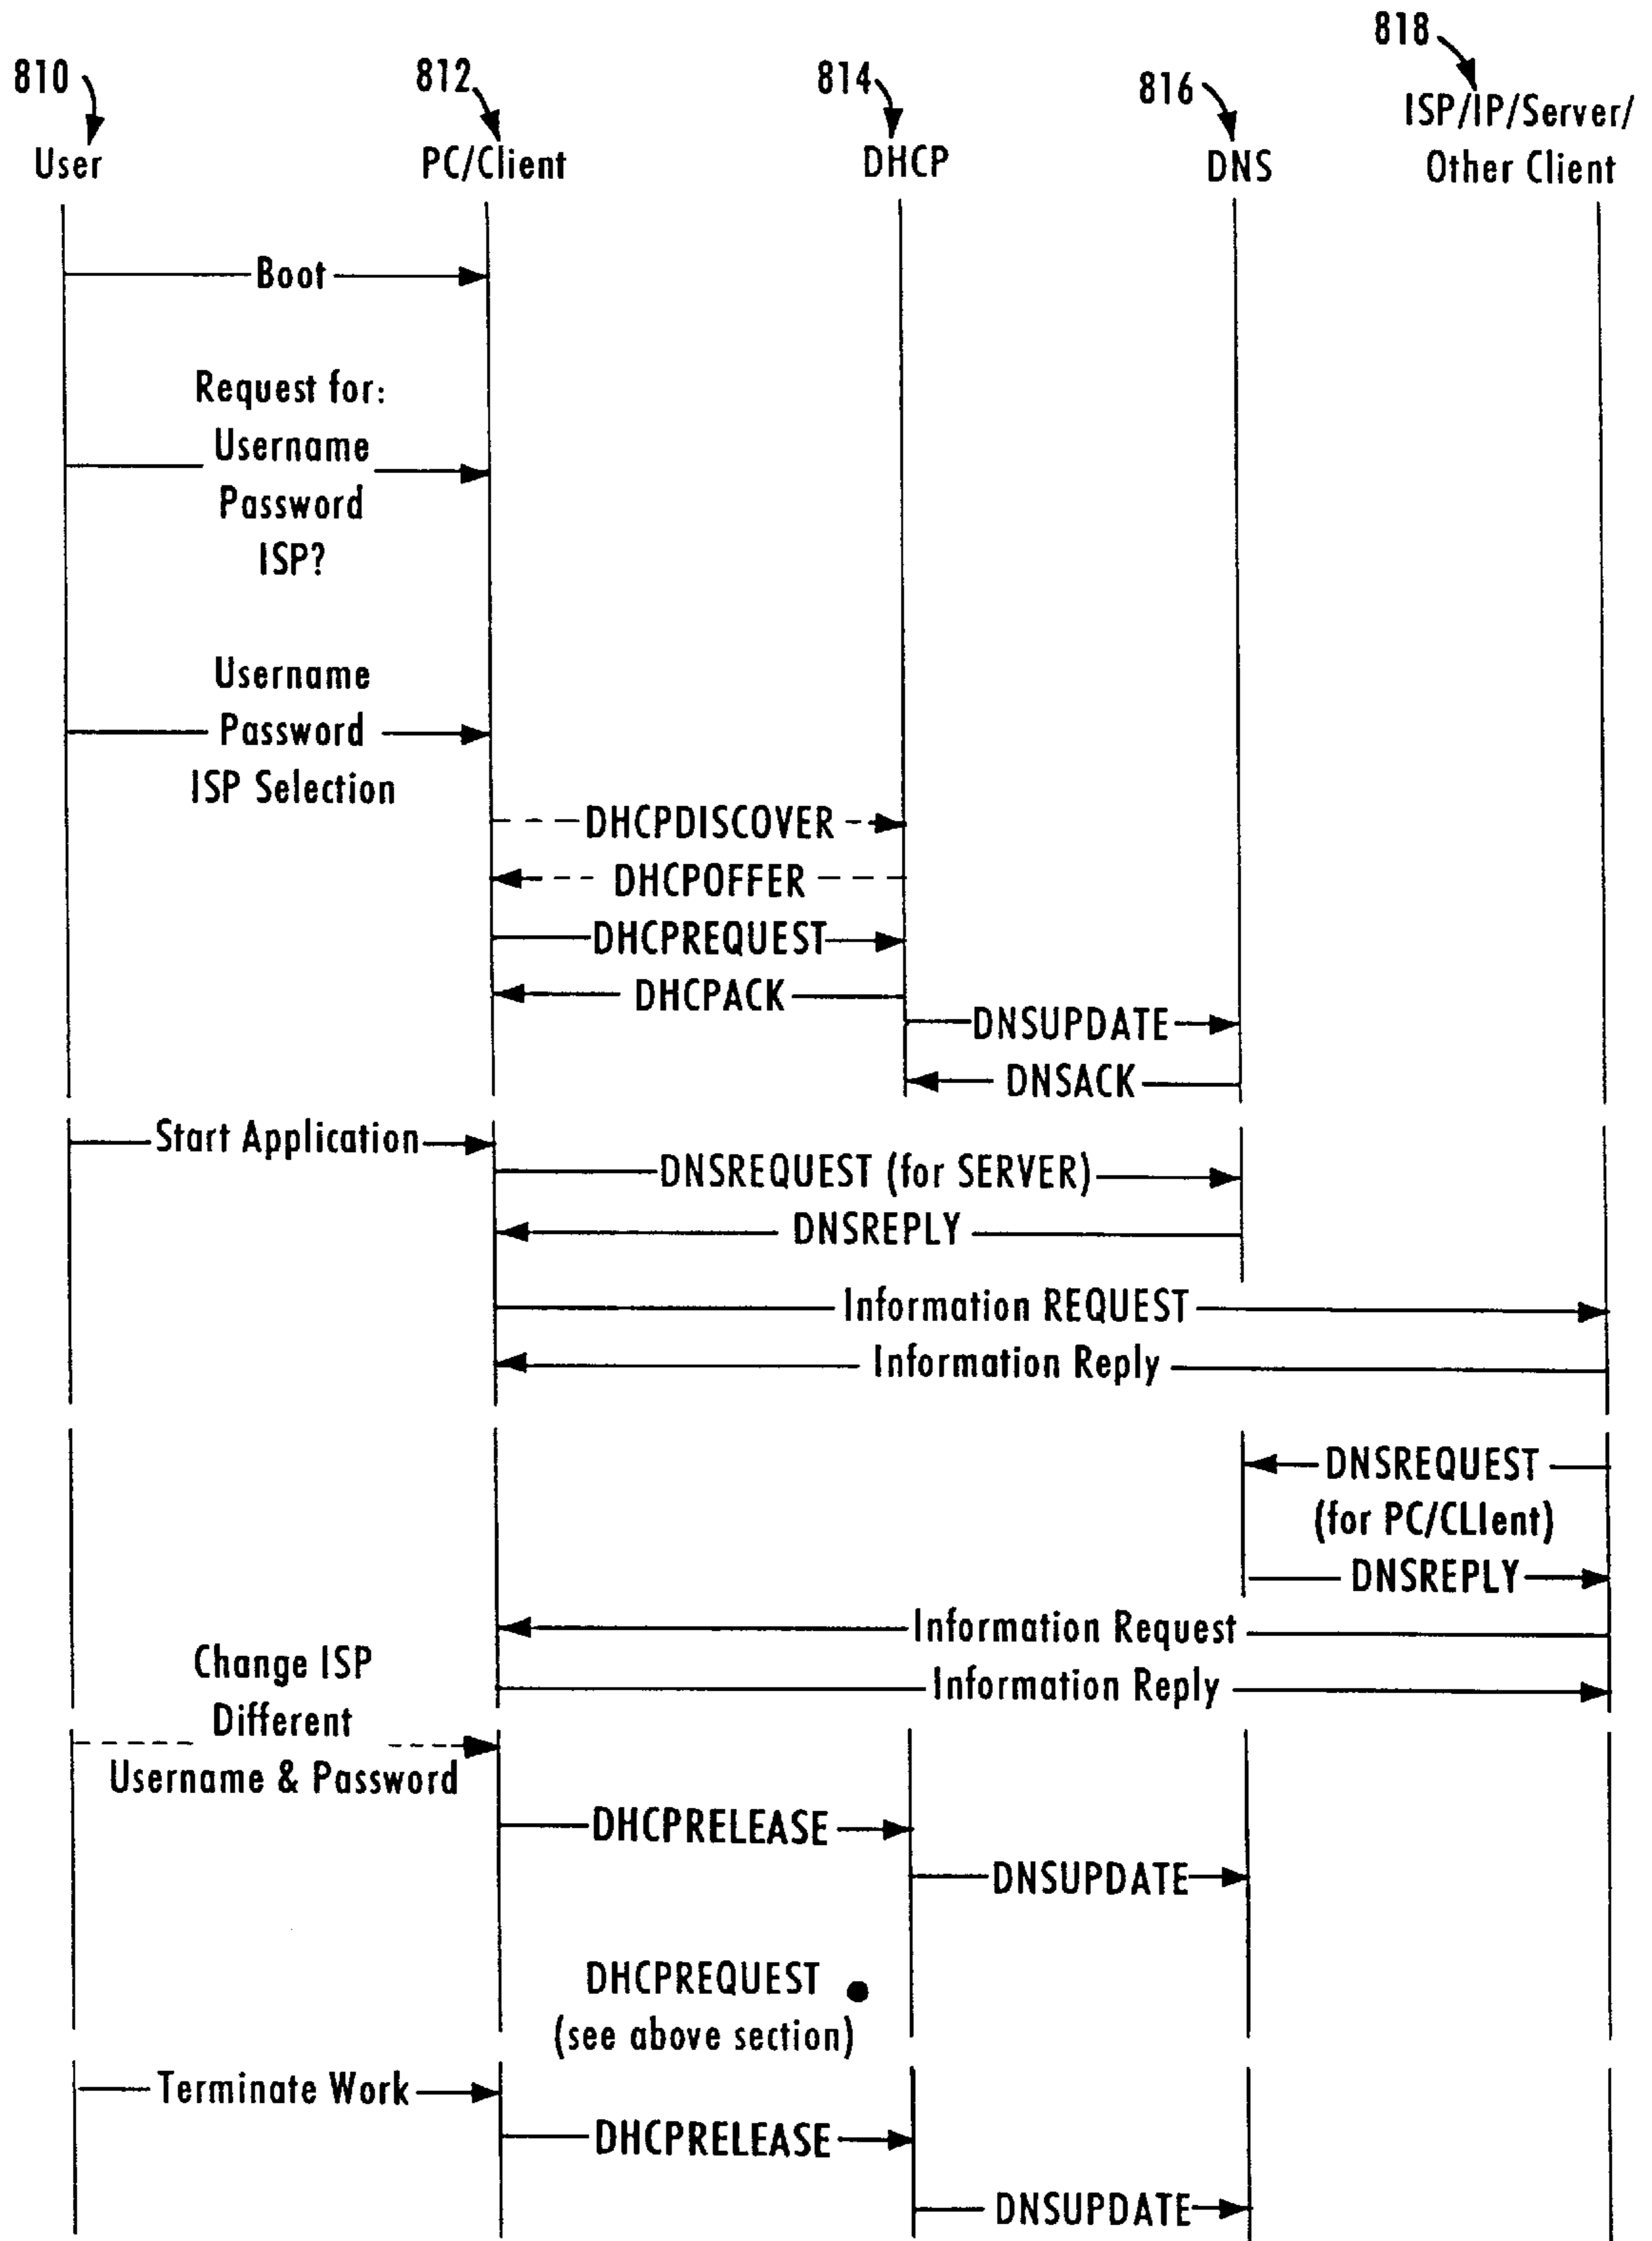 818
810
812
814
816
ISP/IP/Server/
Other Client
User
PC/Client
DHCP
DNS
Boot
Request for:
Username
Password
ISP?
Username
Password
ISP Selection
DHCPDISCOVER
DHCPOFFER
DHCPREQUEST
DHCPACK
DNSUPDATE
DNSACK
Start Application
DNSREQUEST (for SERVER)
DNSREPLY
Information REQUEST
Information Reply
DNSREQUEST
(for PC/CLIent)
DNSREPLY
Information Request
Information Reply
Change ISP
Different
Username & Password
DHCPRELEASE
DNSUPDATE
DHCPREQUEST
(see above section)
Terminate Work
DHCPRELEASE
DNSUPDATE